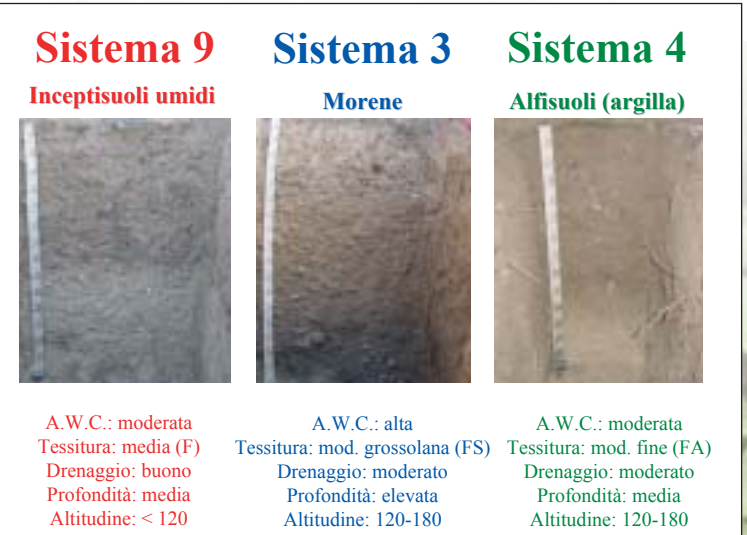 Sistema 9
Inceptisuoli umidi
A.W.C.: moderata
Tessitura: media (F)
Drenaggio: buono
Profondità: media
Altitudine: < 120
Sistema 3
Morene
A.W.C.: alta
Tessitura: mod. grossolana (FS)
Drenaggio: moderato
Profondità: elevata
Altitudine: 120-180
Sistema 4
Alfisuoli (argilla)
A.W.C.: moderata
Tessitura: mod. fine (FA)
Drenaggio: moderato
Profondità: media
Altitudine: 120-180